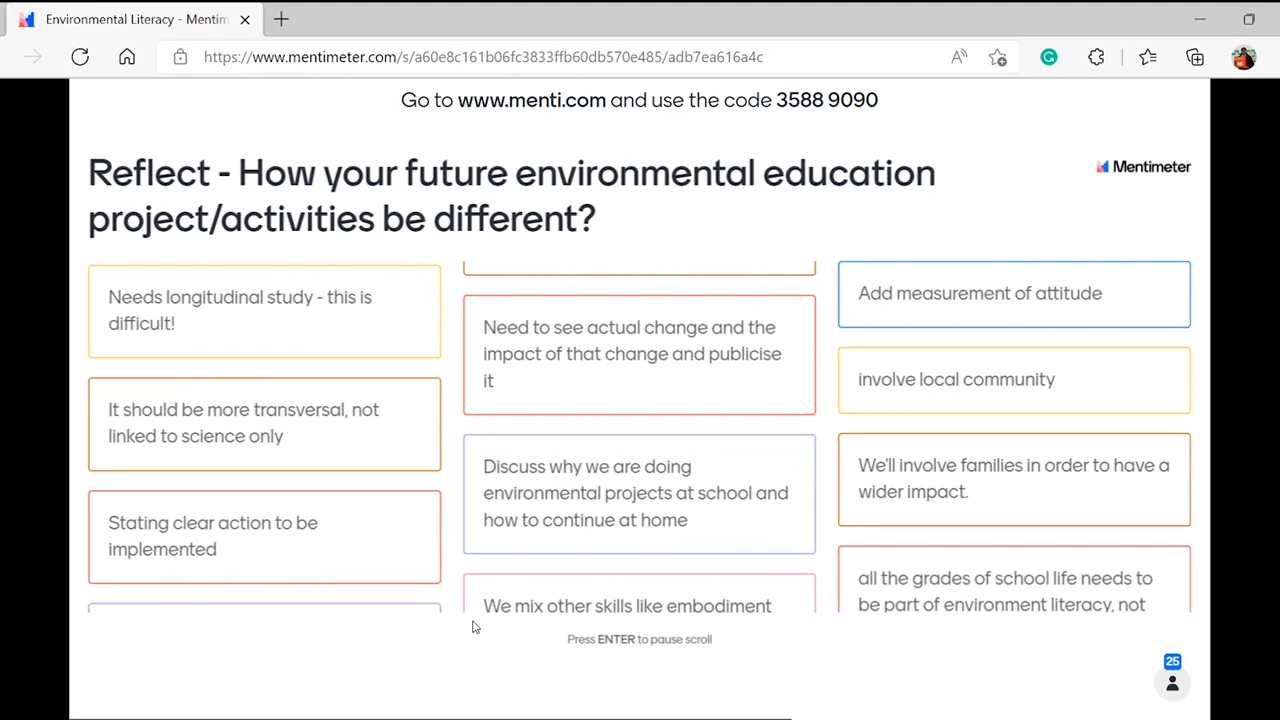 Environmental Literacy - Mentim
https://www.mentimeter.com/s/a60e8c161b06fc3833ffb60db570e485/adb7ea616a4c
Go to www.menti.com and use the code 3588 9090
Reflect - How your future environmental education
project/activities be different?
Mentimeter
Needs longitudinal study - this is
difficult!
It should be more transversal, not
linked to science only
Stating clear action to be
implemented
Need to see actual change and the
impact of that change and publicise
it
Discuss why we are doing
environmental projects at school and
how to continue at home
We mix other skills like embodiment
Add measurement of attitude
involve local community
We'll involve families in order to have a
wider impact.
all the grades of school life needs to
be part of environment literacy, not
Press ENTER to pause scroll
25